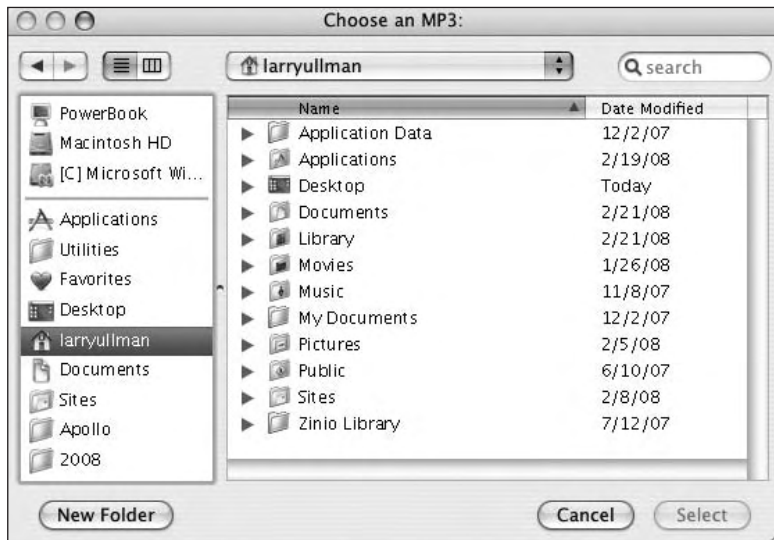 Choose an MP3:
larryullman
search
PowerBook
Macintosh HD
[C] Microsoft Wi...
Applications
Utilities
Favorites
Desktop
larryullman
Documents
Sites
Apollo
2008
Name Date Modified
Application Data 12/2/07
Applications 2/19/08
Desktop Today
Documents 2/21/08
Library 2/21/08
Movies 1/26/08
Music 11/8/07
My Documents 12/2/07
Pictures 2/5/08
Public 6/10/07
Sites 2/8/08
Zinio Library 7/12/07
New Folder Cancel Select